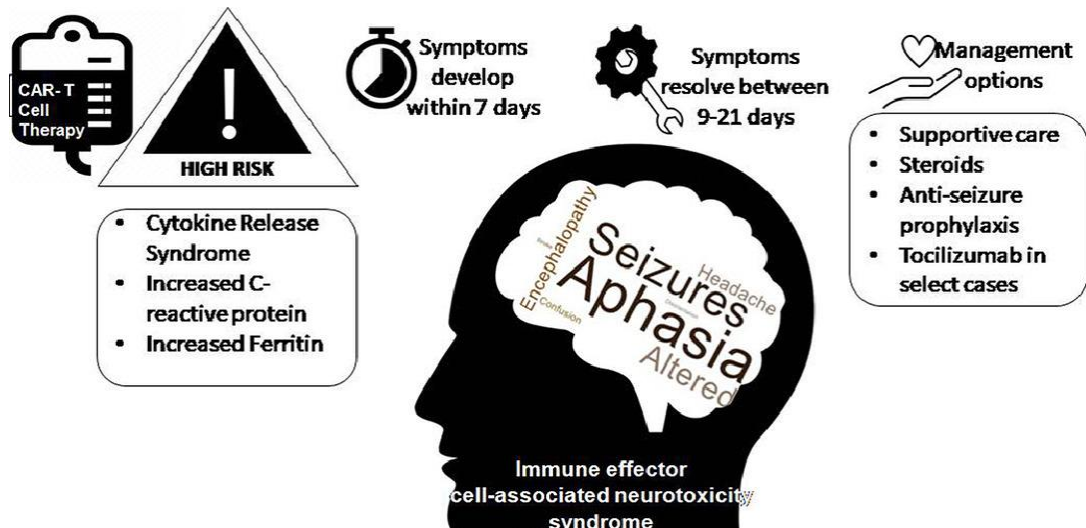 CAR-T
Cell
Therapy
HIGH RISK
• Cytokine Release
Syndrome
• Increased C-
reactive protein
• Increased Ferritin
Symptoms
develop
within 7 days
Symptoms
resolve between
9-21 days
Management
options
• Supportive care
• Steroids
• Anti-seizure
prophylaxis
• Tocilizumab in
select cases
Encephalopathy
Confusion
Seizures
Headache
Aphasia
Altered
Immune effector
cell-associated neurotoxicity
syndrome